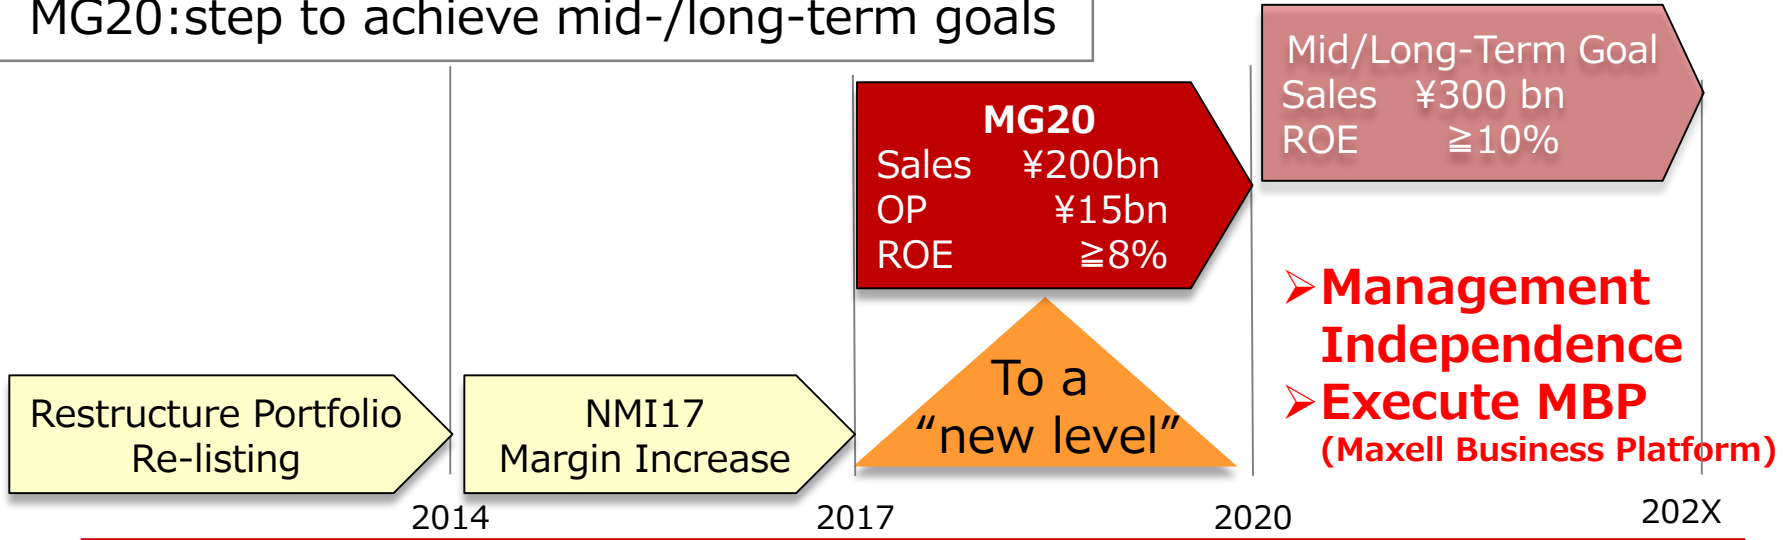 MG20:step to achieve mid-/long-term goals
Mid/Long-Term Goal
Sales ¥300 bn
ROE ≧10%
MG20
Sales ¥200bn
OP ¥15bn
ROE ≧8%
➢Management
Independence
➢Execute MBP
(Maxell Business Platform)
To a
“new level”
Restructure Portfolio
Re-listing
NMI17
Margin Increase
2014
2017
2020
202X